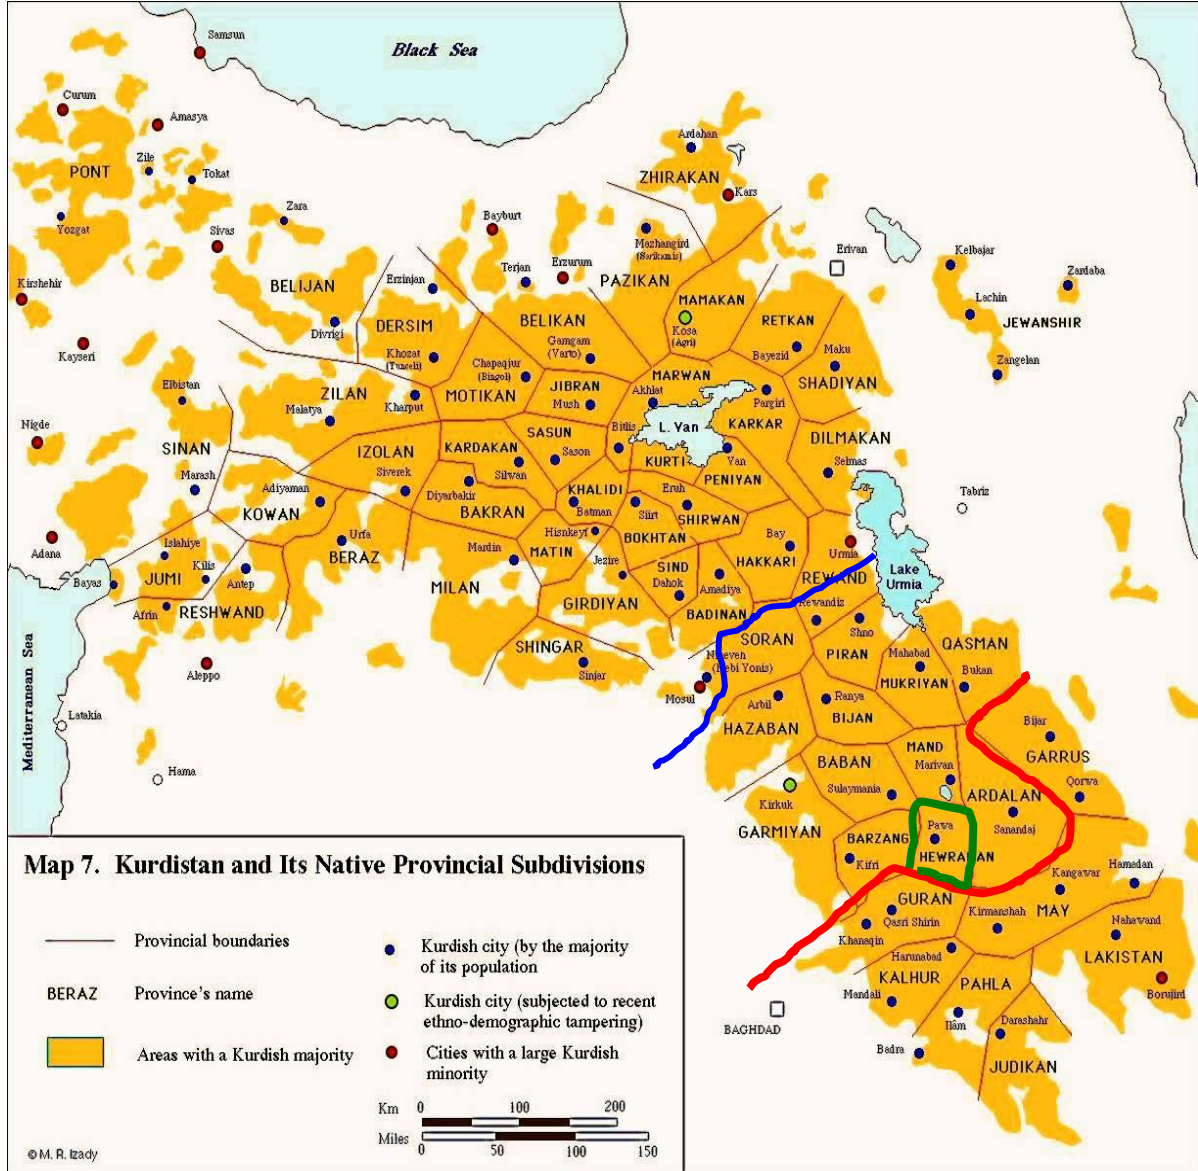 Samsun
Black Sea
Curum
Amasya
Ardahan
Zile
PONT
Tokat
ZHIRAKAN
Kars
Zara
Yozgat
Bayburt
Sivas
Mazhangird
(Sarikamis)
Erivan
Kelbajar
Terjan
Erzurum
Zardaba
Kirshehir
BELIJAN
Erzinjan
PAZIKAN
MAMAKAN
Lachin
Divrigi
DERSIM
BELIKAN
Kosa
(Agri)
RETKAN
JEWANSHIR
Kayseri
Khozat
(Tunceli)
Gamgam
(Varto)
Bayezid
Maku
Zangelan
Chapaqjur
(Bingol)
MARWAN
SHADIYAN
Elbistan
ZILAN
Kharput
MOTIKAN
JIBRAN
Mush
Akhlat
Pargiri
Malatya
Nigde
SINAN
IZOLAN
KARDAKAN
SASUN
Bitlis
L. Van
KARKAR
DILMAKAN
Siverek
Silwan
Sason
KURTI
Van
Selmas
Marash
Adiyaman
Diyarbakir
KHALIDI
Eruh
PENIYAN
Tabriz
KOWAN
BAKRAN
Batman
Siirt
SHIRWAN
Adana
Islahiye
Urfa
Hisnkeyf
BOKHTAN
Bay
Urmia
BERAZ
Mardin
MATIN
HAKKARI
Bayas
JUMI
Kilis
Antep
MILAN
Jezire
SIND
Dahok
Amadiya
REWAND
Lake
Urmia
Afrin
RESHWAND
GIRDIYAN
BADINAN
Rewandiz
Shno
SORAN
SHINGAR
PIRAN
Mahabad
QASMAN
Aleppo
Sinjar
(Nebi Yonis)
MUKRIYAN
Bukan
Mosul
Arbil
Ranya
Mediterranean Sea
Latakia
HAZABAN
BIJAN
Bijar
MAND
GARRUS
Hama
BABAN
Marivan
Kirkuk
Sulaymania
ARDALAN
Qorwa
GARMIYAN
Pawa
Sanandaj
BARZANG
Kifri
HEWRAMAN
Kangawar
Hamadan
GURAN
Qasri Shirin
Kirmanshah
MAY
Nahawand
Khanaqin
Harunabad
LAKISTAN
KALHUR
PAHLA
Borujird
Mandali
BAGHDAD
Ilâm
Darashahr
Badra
JUDIKAN
Map 7. Kurdistan and Its Native Provincial Subdivisions
Provincial boundaries
BERAZ Province's name
Areas with a Kurdish majority
Kurdish city (by the majority
of its population
Kurdish city (subjected to recent
ethno-demographic tampering)
Cities with a large Kurdish
minority
Km 0 100 200
Miles 0 50 100 150
© M. R. Izady